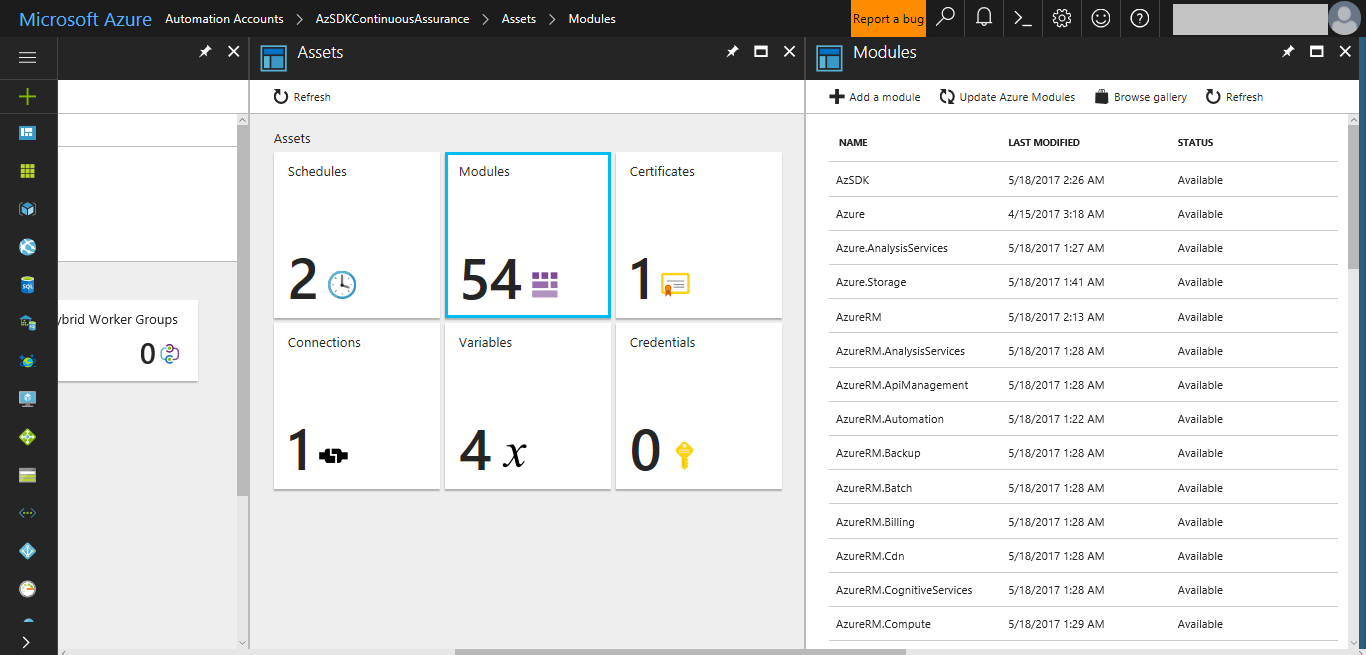 Microsoft Azure Automation Accounts > AzSDKContinuousAssurance > Assets > Modules Report a bug
Assets
Modules
Refresh
Add a module Update Azure Modules Browse gallery Refresh
Assets
Schedules Modules Certificates
2 54 1
Connections Variables Credentials
1 4 x 0
SQL
ybrid Worker Groups
0
NAME LAST MODIFIED STATUS
AzSDK 5/18/2017 2:26 AM Available
Azure 4/15/2017 3:18 AM Available
Azure.AnalysisServices 5/18/2017 1:27 AM Available
Azure.Storage 5/18/2017 1:41 AM Available
AzureRM 5/18/2017 2:13 AM Available
AzureRM.AnalysisServices 5/18/2017 1:28 AM Available
AzureRM.ApiManagement 5/18/2017 1:28 AM Available
AzureRM.Automation 5/18/2017 1:22 AM Available
AzureRM.Backup 5/18/2017 1:28 AM Available
AzureRM.Batch 5/18/2017 1:28 AM Available
AzureRM.Billing 5/18/2017 1:28 AM Available
AzureRM.Cdn 5/18/2017 1:28 AM Available
AzureRM.CognitiveServices 5/18/2017 1:28 AM Available
AzureRM.Compute 5/18/2017 1:29 AM Available